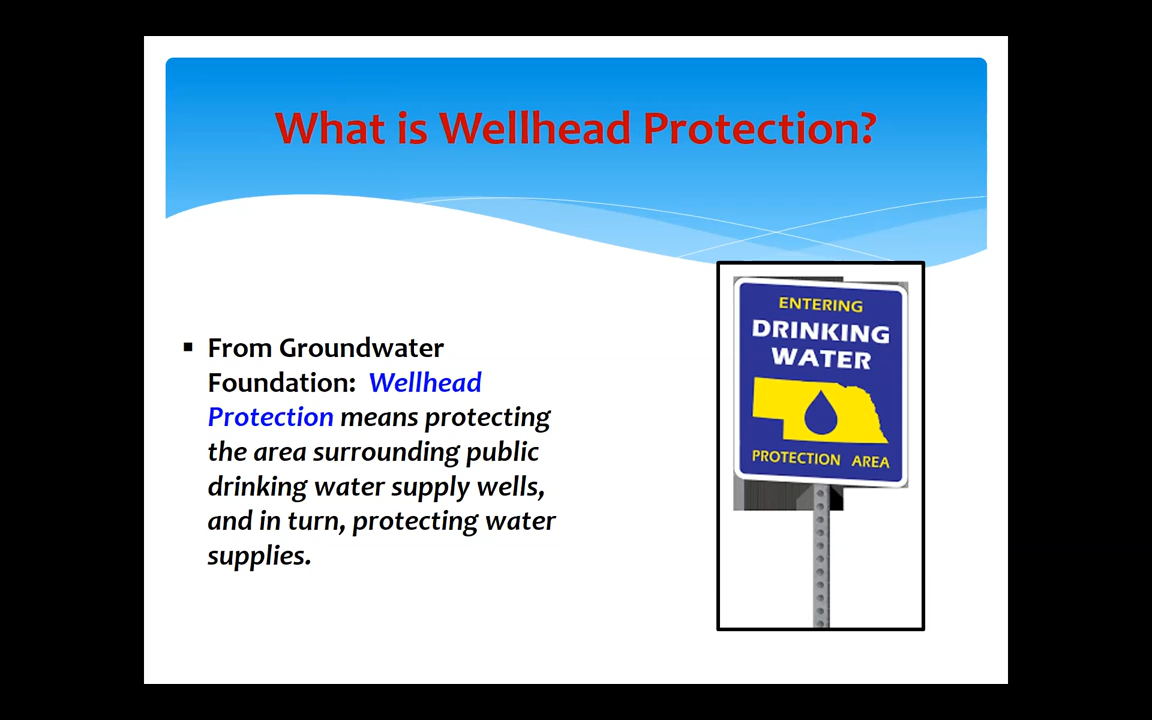 What is Wellhead Protection?
▪ From Groundwater
Foundation: Wellhead
Protection means protecting
the area surrounding public
drinking water supply wells,
and in turn, protecting water
supplies.
ENTERING
DRINKING
WATER
PROTECTION AREA